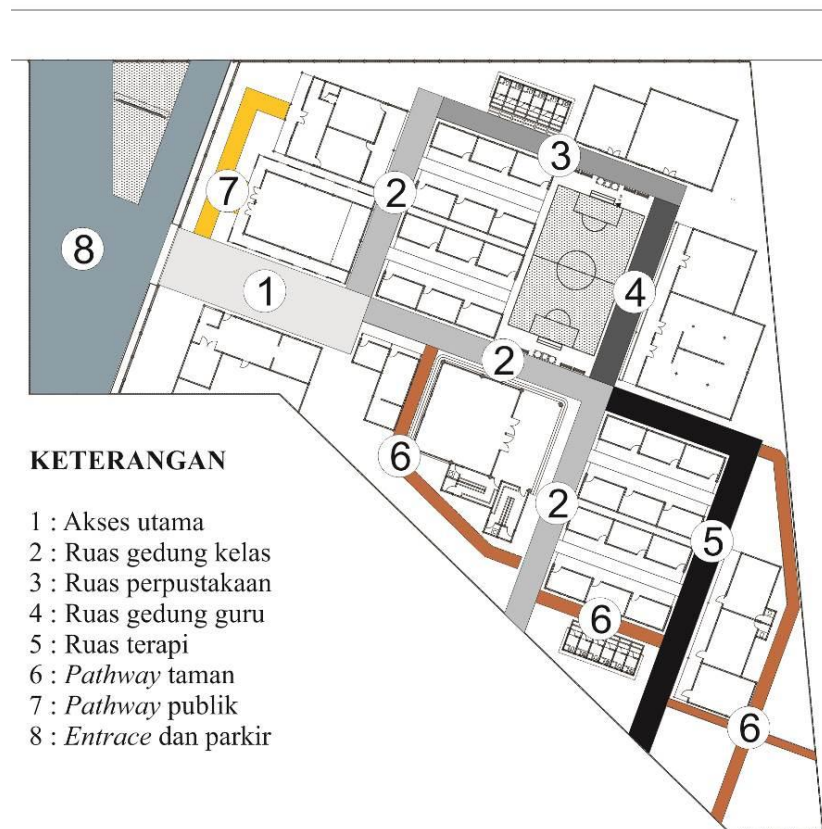 3
7
2
8
4
1
2
6
2
5
6
6
KETERANGAN
1 : Akses utama
2 : Ruas gedung kelas
3 : Ruas perpustakaan
4 : Ruas gedung guru
5 : Ruas terapi
6 : Pathway taman
7 : Pathway publik
8 : Entrace dan parkir